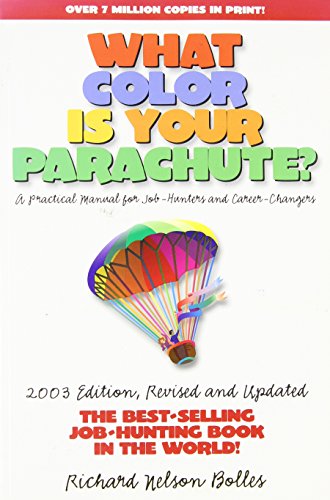 OVER 7 MILLION COPIES IN PRINT!
WHAT
COLOR
IS YOUR
PARACHUTE?
A Practical Manual for Job-Hunters and Career-Changers
2003 Edition, Revised and Updated
THE BEST-SELLING
JOB-HUNTING BOOK
IN THE WORLD!
Richard Nelson Bolles